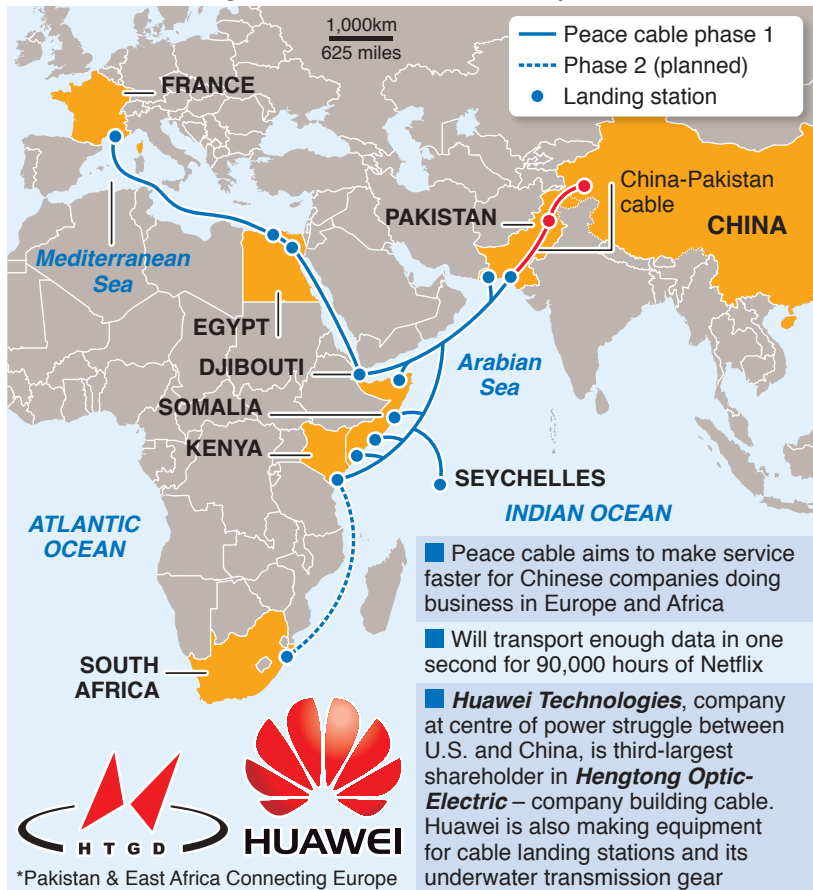 1,000km
625 miles
Peace cable phase 1
Phase 2 (planned)
Landing station
FRANCE
China-Pakistan
cable
PAKISTAN
CHINA
Mediterranean
Sea
EGYPT
DJIBOUTI
Arabian
Sea
SOMALIA
KENYA
SEYCHELLES
INDIAN OCEAN
ATLANTIC
OCEAN
SOUTH
AFRICA
Peace cable aims to make service
faster for Chinese companies doing
business in Europe and Africa
Will transport enough data in one
second for 90,000 hours of Netflix
Huawei Technologies, company
at centre of power struggle between
U.S. and China, is third-largest
shareholder in Hengtong Optic-
Electric – company building cable.
Huawei is also making equipment
for cable landing stations and its
underwater transmission gear
HTGD
HUAWEI
*Pakistan & East Africa Connecting Europe